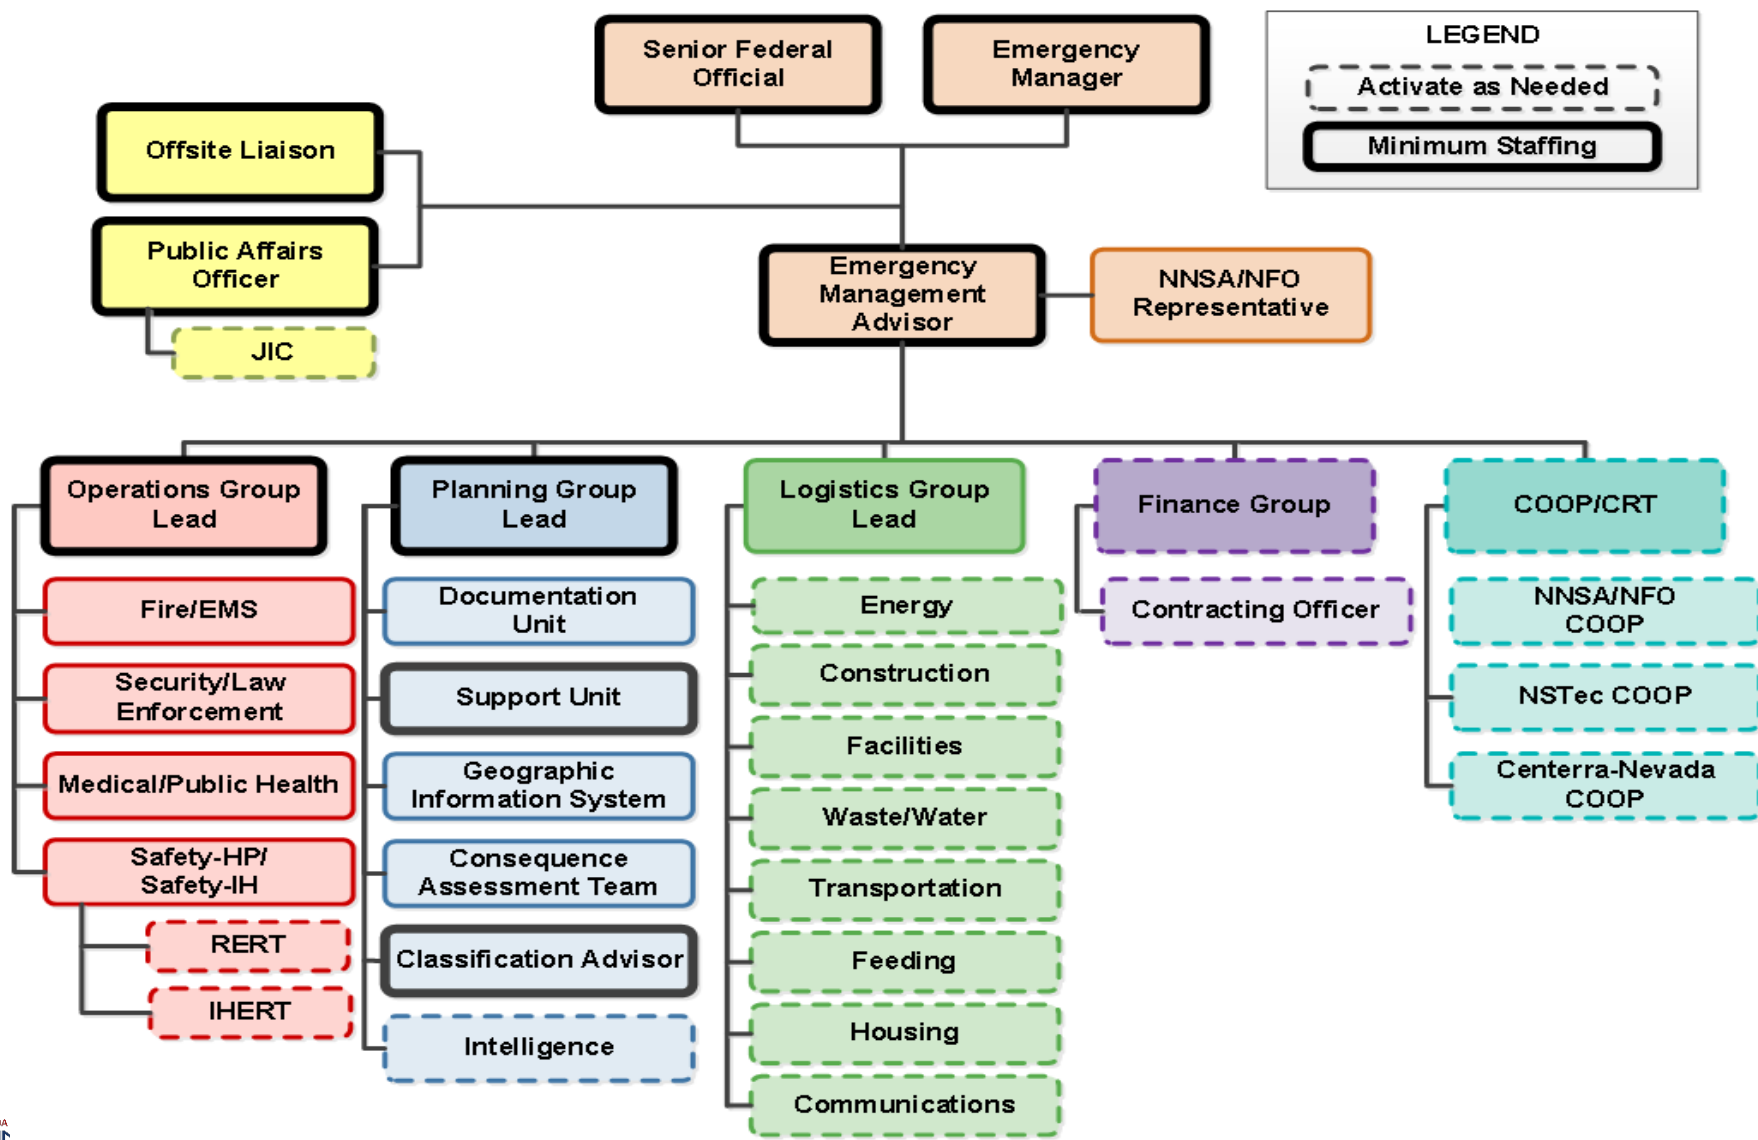 Senior Federal
Official
Emergency
Manager
LEGEND
Activate as Needed
Minimum Staffing
Offsite Liaison
Public Affairs
Officer
JIC
Emergency
Management
Advisor
NNSA/NFO
Representative
Operations Group
Lead
Fire/EMS
Security/Law
Enforcement
Medical/Public Health
Safety-HP/
Safety-IH
RERT
IHERT
Planning Group
Lead
Documentation
Unit
Support Unit
Geographic
Information System
Consequence
Assessment Team
Classification Advisor
Intelligence
Logistics Group
Lead
Energy
Construction
Facilities
Waste/Water
Transportation
Feeding
Housing
Communications
Finance Group
Contracting Officer
COOP/CRT
NNSA/NFO
COOP
NSTec COOP
Centerra-Nevada
COOP